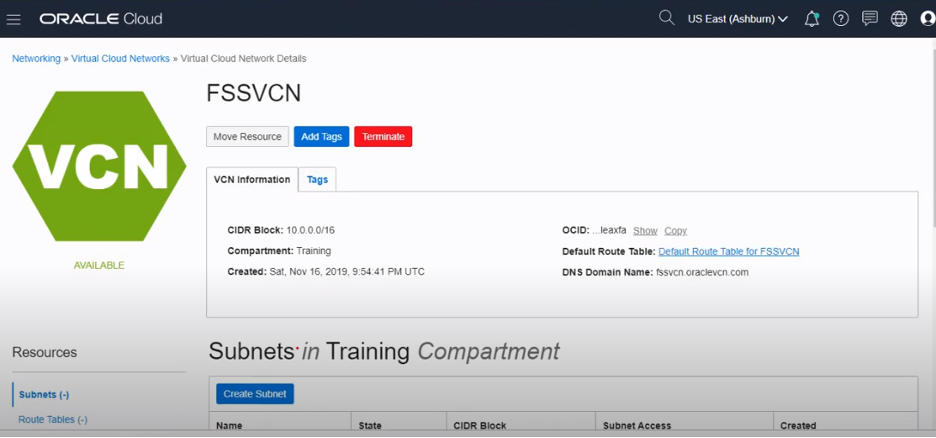 ORACLE Cloud
US East (Ashburn)
Networking » Virtual Cloud Networks » Virtual Cloud Network Details
VCN
AVAILABLE
FSSVCN
Move Resource Add Tags Terminate
VCN Information Tags
CIDR Block: 10.0.0.0/16
Compartment: Training
Created: Sat, Nov 16, 2019, 9:54:41 PM UTC
OCID: ...leaxfa Show Copy
Default Route Table: Default Route Table for FSSVCN
DNS Domain Name: fssvcn.oraclevcn.com
Resources
Subnets (-)
Route Tables (-)
Subnets in Training Compartment
Create Subnet
Name State CIDR Block Subnet Access Created